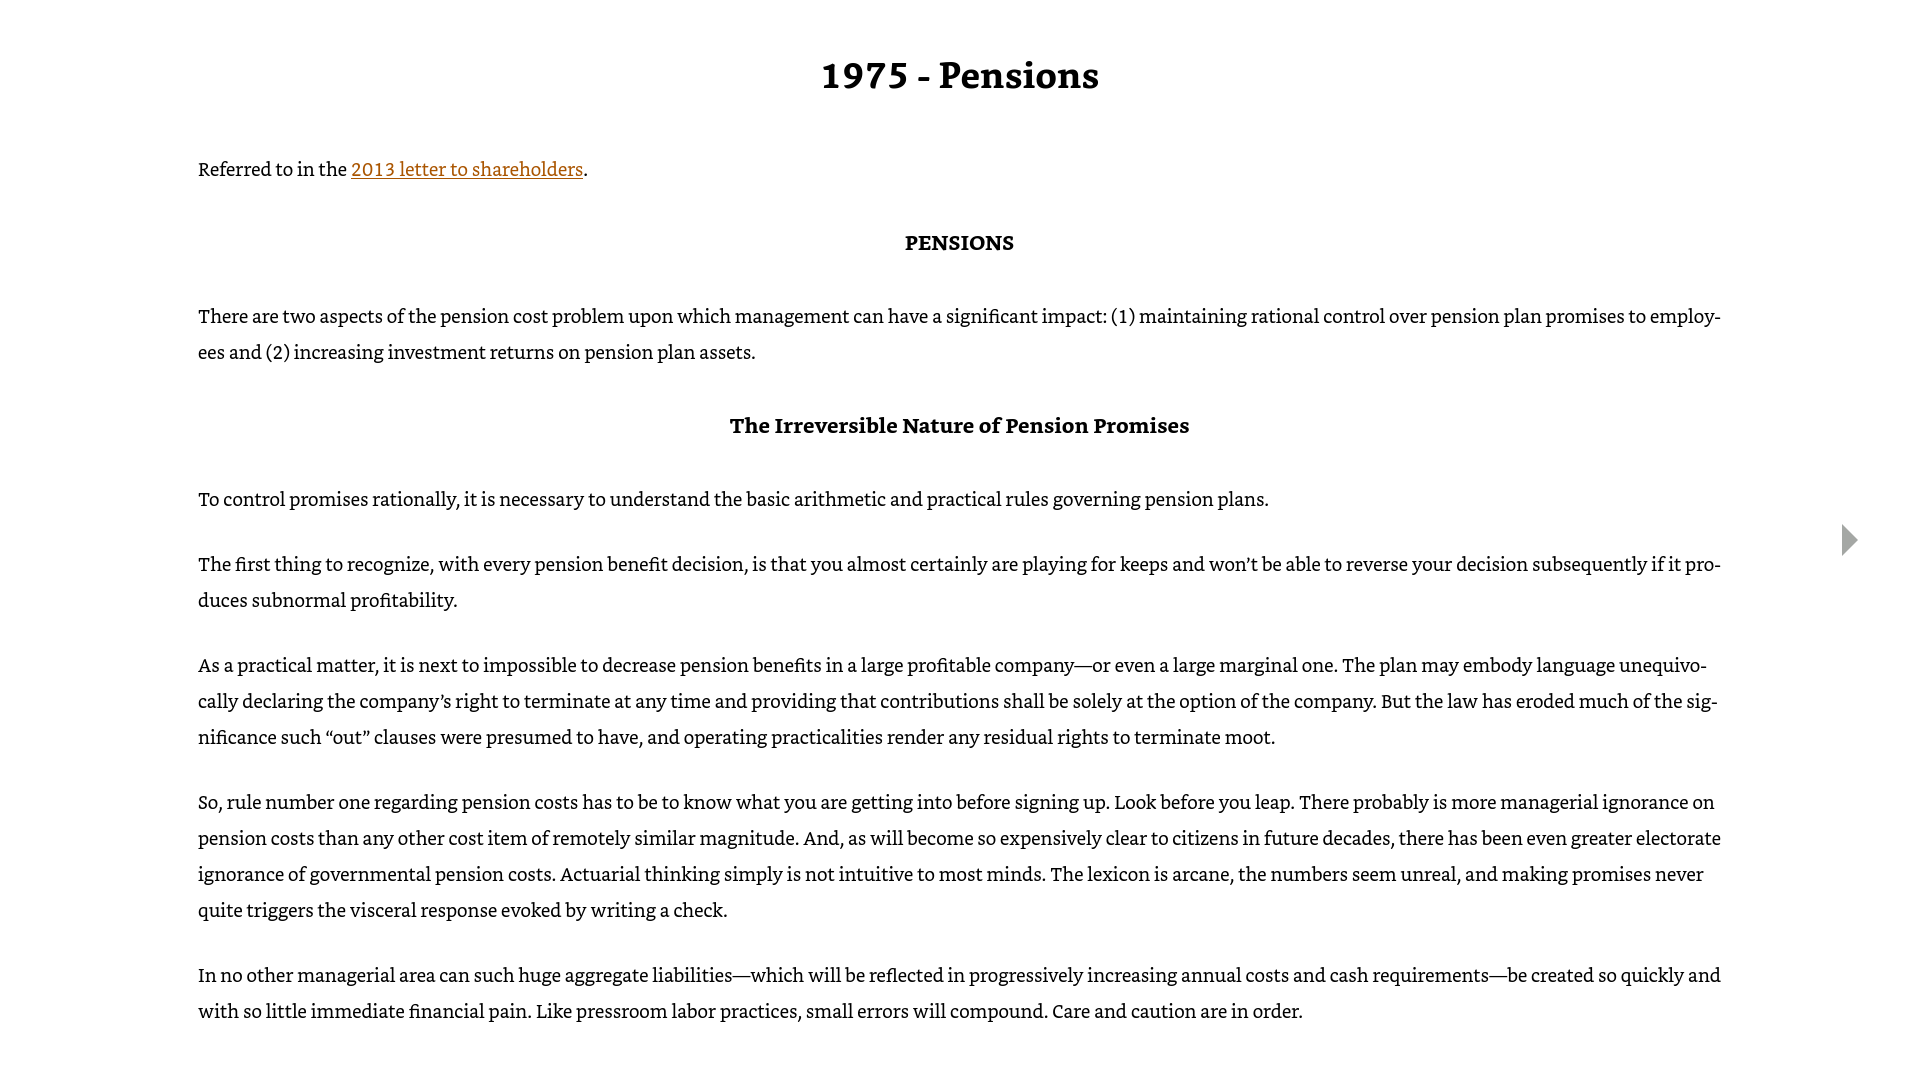 1975 - Pensions
Referred to in the 2013 letter to shareholders.
PENSIONS
There are two aspects of the pension cost problem upon which management can have a significant impact: (1) maintaining rational control over pension plan promises to employ-
ees and (2) increasing investment returns on pension plan assets.
The Irreversible Nature of Pension Promises
To control promises rationally, it is necessary to understand the basic arithmetic and practical rules governing pension plans.
The first thing to recognize, with every pension benefit decision, is that you almost certainly are playing for keeps and won’t be able to reverse your decision subsequently if it pro-
duces subnormal profitability.
As a practical matter, it is next to impossible to decrease pension benefits in a large profitable company—or even a large marginal one. The plan may embody language unequivo-
cally declaring the company’s right to terminate at any time and providing that contributions shall be solely at the option of the company. But the law has eroded much of the sig-
nificance such “out” clauses were presumed to have, and operating practicalities render any residual rights to terminate moot.
So, rule number one regarding pension costs has to be to know what you are getting into before signing up. Look before you leap. There probably is more managerial ignorance on
pension costs than any other cost item of remotely similar magnitude. And, as will become so expensively clear to citizens in future decades, there has been even greater electorate
ignorance of governmental pension costs. Actuarial thinking simply is not intuitive to most minds. The lexicon is arcane, the numbers seem unreal, and making promises never
quite triggers the visceral response evoked by writing a check.
In no other managerial area can such huge aggregate liabilities—which will be reflected in progressively increasing annual costs and cash requirements—be created so quickly and
with so little immediate financial pain. Like pressroom labor practices, small errors will compound. Care and caution are in order.